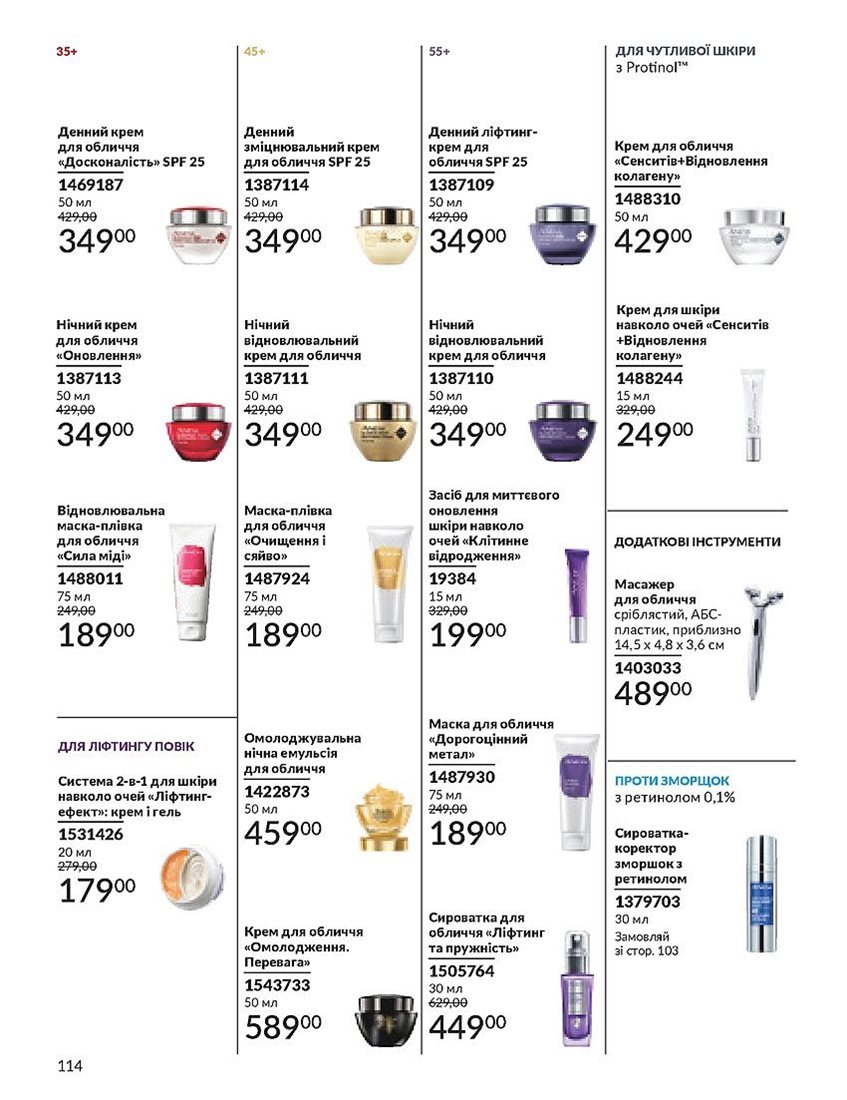 35+
Денний крем
для обличчя
«Досконалість» SPF 25
1469187
50 мл
429,00
349⁰⁰
Нічний крем
для обличчя
«Оновлення»
1387113
50 мл
429,00
349⁰⁰
Відновлювальна
маска-плівка
для обличчя
«Сила міді»
1488011
75 мл
249,00
189⁰⁰
ДЛЯ ЛІФТИНГУ ПОВІК
Система 2-в-1 для шкіри
навколо очей «Ліфтинг-
ефект»: крем і гель
1531426
20 мл
279,00
179⁰⁰
45+
Денний
зміцнювальний крем
для обличчя SPF 25
1387114
50 мл
429,00
349⁰⁰
Нічний
відновлювальний
крем для обличчя
1387111
50 мл
429,00
349⁰⁰
Маска-плівка
для обличчя
«Очищення і
сяйво»
1487924
75 мл
249,00
189⁰⁰
Омолоджувальна
нічна емульсія
для обличчя
1422873
50 мл
459⁰⁰
Крем для обличчя
«Омолодження.
Перевага»
1543733
50 мл
589⁰⁰
55+
Денний ліфтинг-
крем для
обличчя SPF 25
1387109
50 мл
429,00
349⁰⁰
Нічний
відновлювальний
крем для обличчя
1387110
50 мл
429,00
349⁰⁰
Засіб для миттєвого
оновлення
шкіри навколо
очей «Клітинне
відродження»
19384
15 мл
329,00
199⁰⁰
Маска для обличчя
«Дорогоцінний
метал»
1487930
75 мл
249,00
189⁰⁰
Сироватка для
обличчя «Ліфтинг
та пружність»
1505764
30 мл
629,00
449⁰⁰
ДЛЯ ЧУТЛИВОЇ ШКІРИ
з Protinol™
Крем для обличчя
«Сенситів+Відновлення
колагену»
1488310
50 мл
429⁰⁰
Крем для шкіри
навколо очей «Сенситів
+Відновлення
колагену»
1488244
15 мл
329,00
249⁰⁰
ДОДАТКОВІ ІНСТРУМЕНТИ
Масажер
для обличчя
сріблястий, АБС-
пластик, приблизно
14,5 x 4,8 x 3,6 см
1403033
489⁰⁰
ПРОТИ ЗМОРЩОК
з ретинолом 0,1%
Сироватка-
коректор
зморшок з
ретинолом
1379703
30 мл
Замовляй
зі стор. 103
114